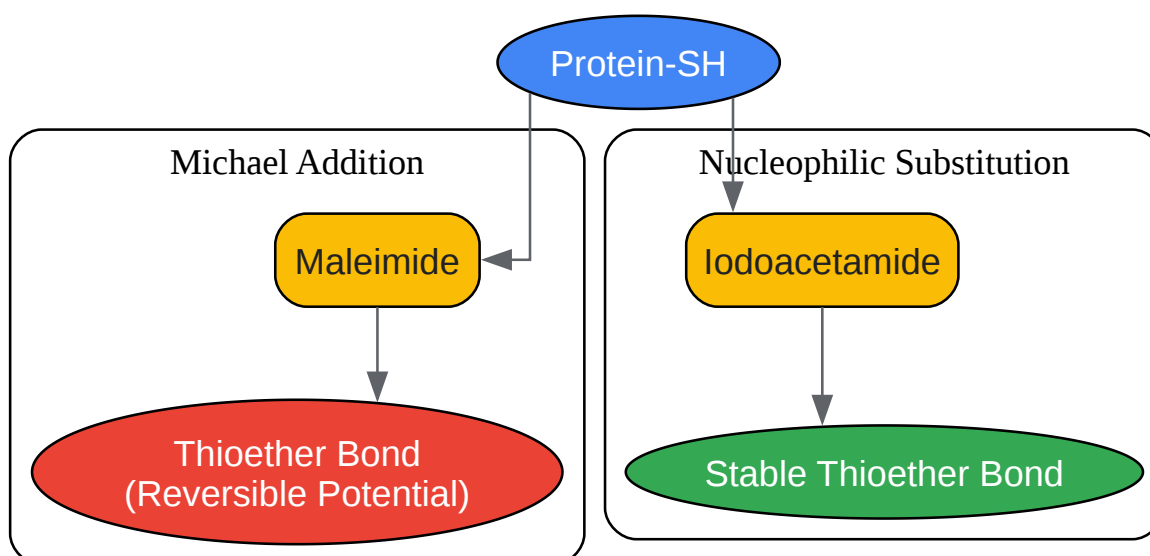 Protein-SH
Michael Addition
Nucleophilic Substitution
Maleimide
Iodoacetamide
Thioether Bond
(Reversible Potential)
Stable Thioether Bond